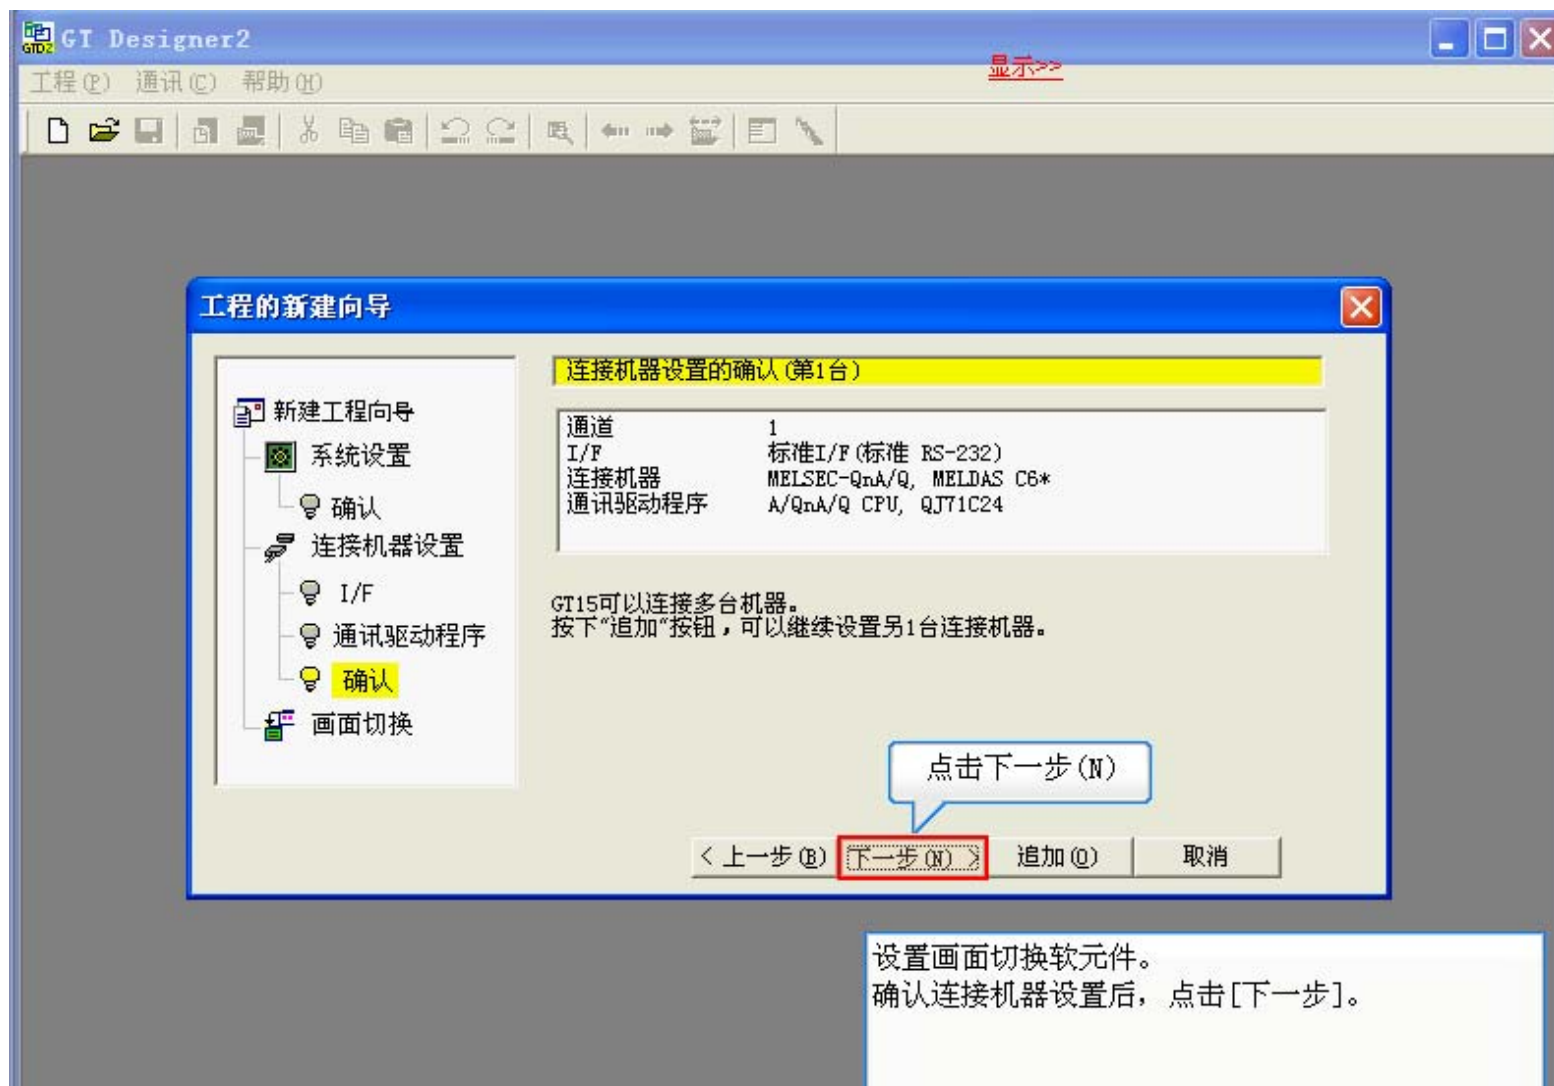 GT Designer2
显示>>
工程(P) 通讯(C) 帮助(H)
工程的新建向导
新建工程向导
系统设置
确认
连接机器设置
I/F
通讯驱动程序
确认
画面切换
连接机器设置的确认(第1台)
通道 1
I/F 标准I/F(标准 RS-232)
连接机器 MELSEC-QnA/Q, MELDAS C6*
通讯驱动程序 A/QnA/Q CPU, QJ71C24
GT15可以连接多台机器。
按下"追加"按钮，可以继续设置另1台连接机器。
点击下一步(N)
< 上一步(B) 下一步(N) > 追加(O) 取消
设置画面切换软元件。
确认连接机器设置后，点击[下一步]。